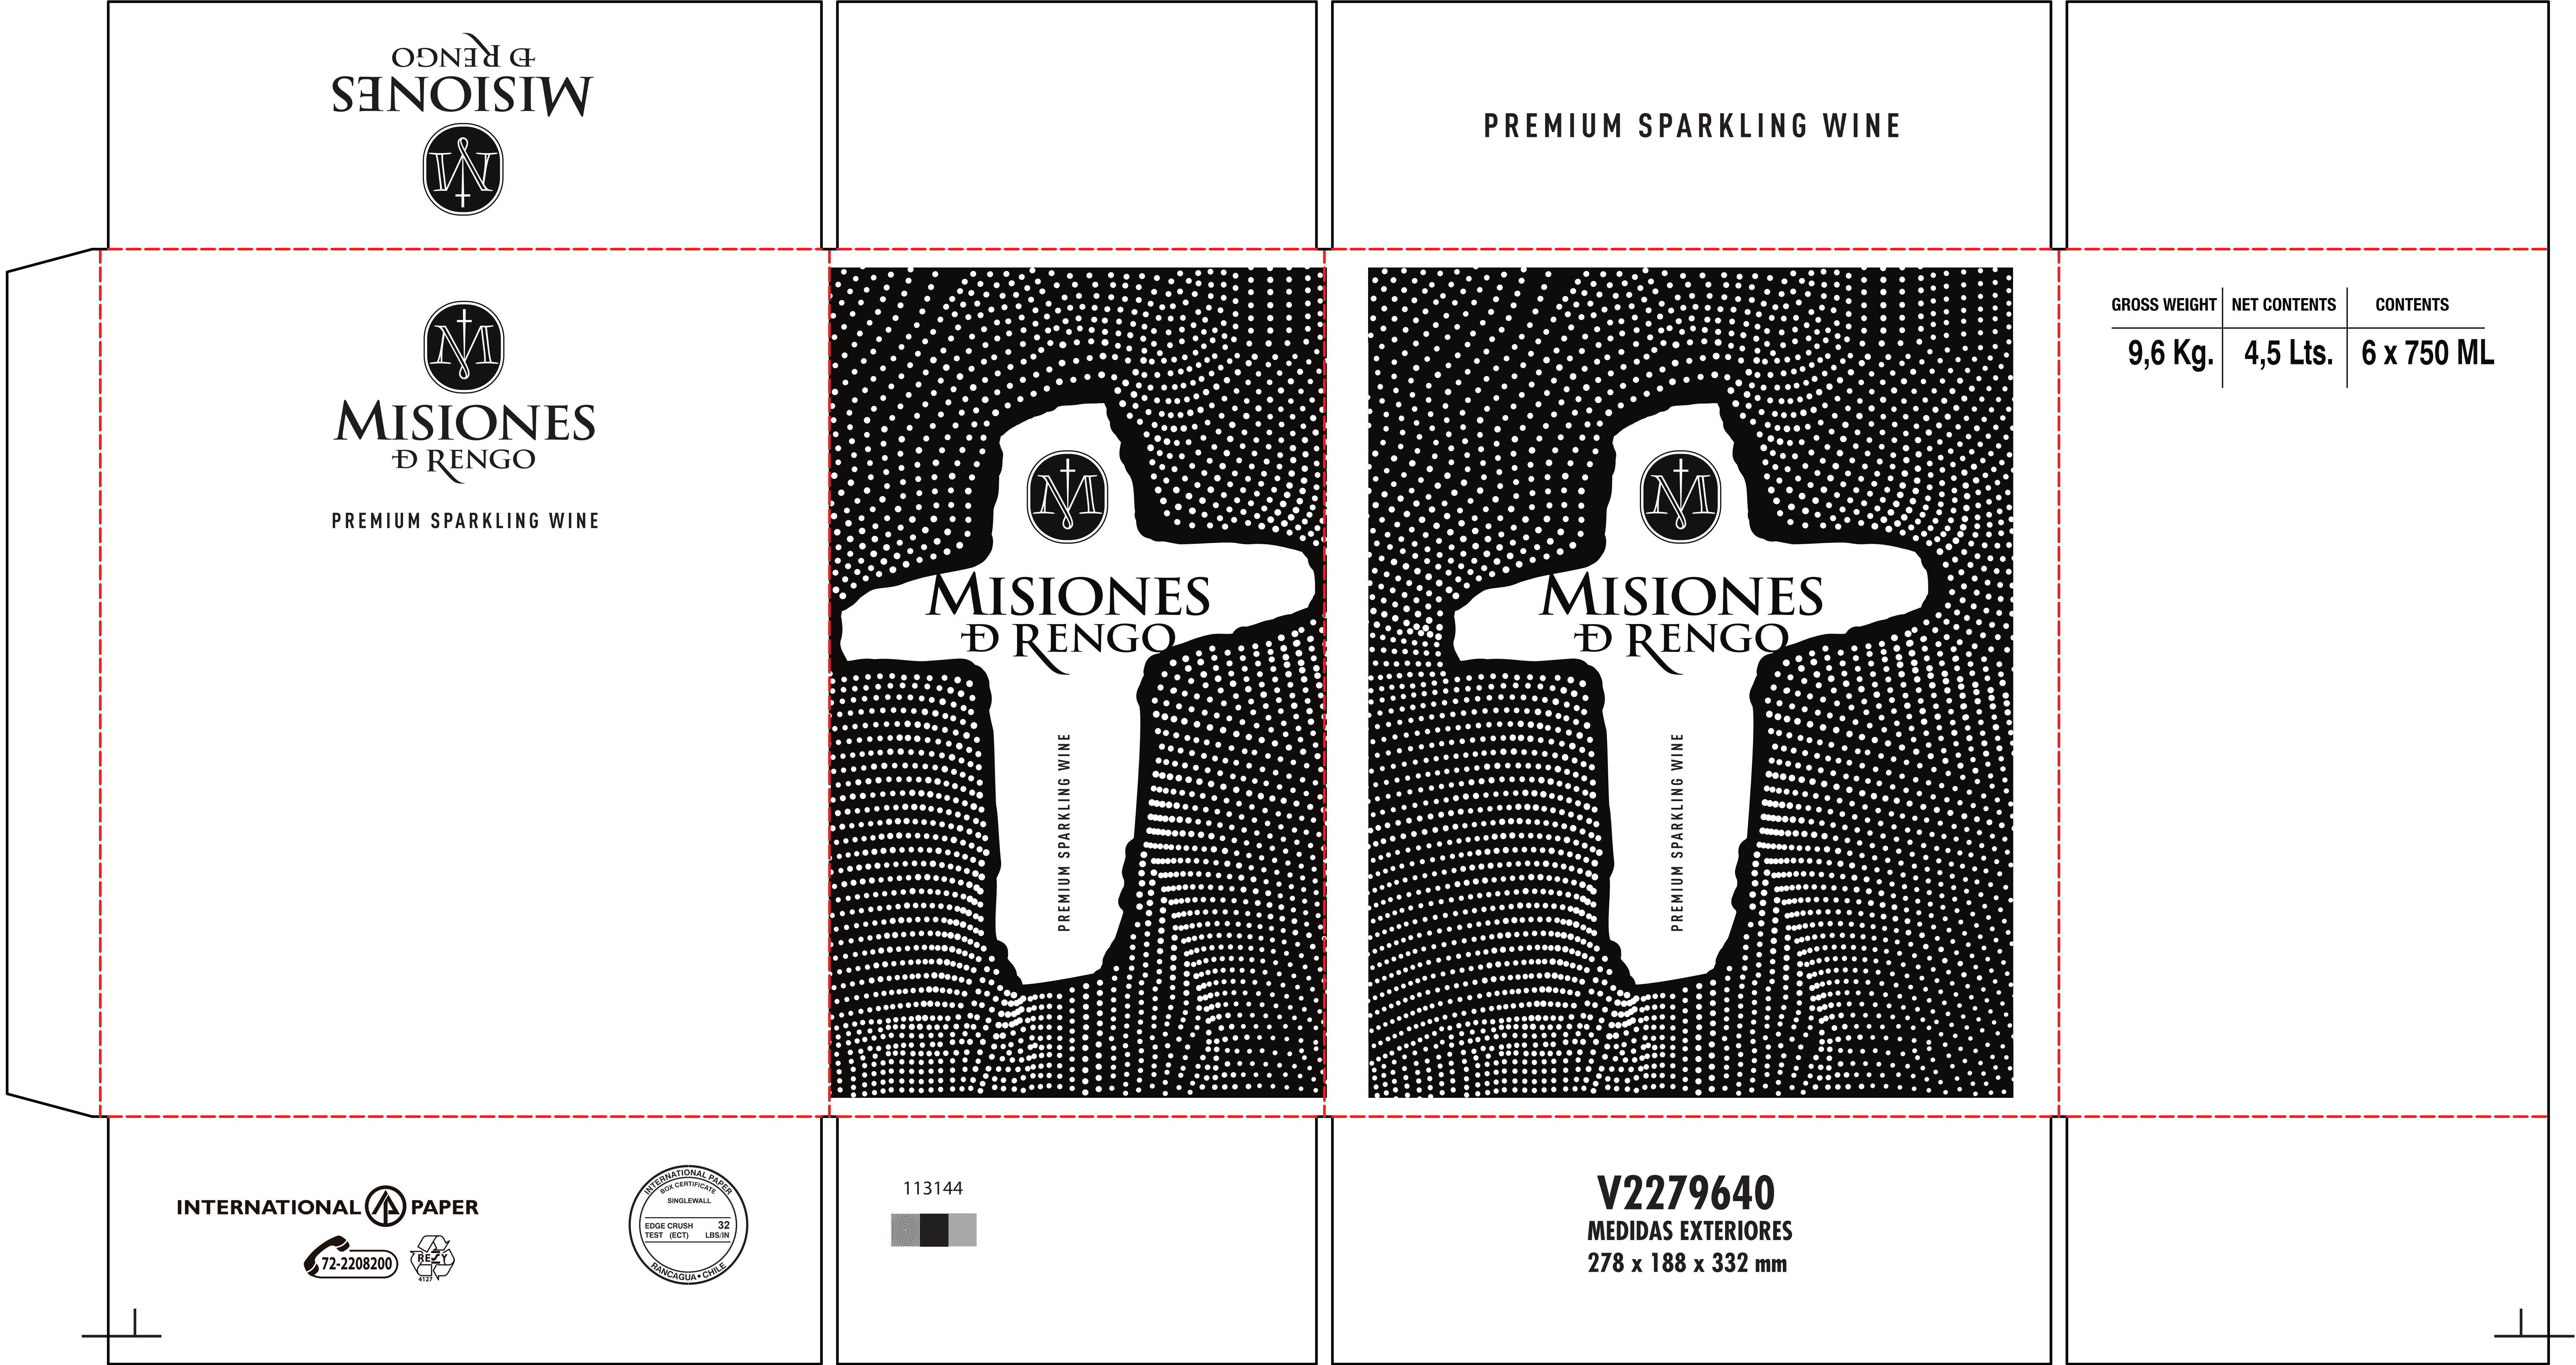 MISIONES
Đ RENGO
M
PREMIUM SPARKLING WINE
M
MISIONES
Đ RENGO
PREMIUM SPARKLING WINE
M
MISIONES
Đ RENGO
PREMIUM SPARKLING WINE
M
MISIONES
Đ RENGO
PREMIUM SPARKLING WINE
GROSS WEIGHT NET CONTENTS CONTENTS
9,6 Kg. 4,5 Lts. 6 x 750 ML
INTERNATIONAL PAPER
72-2208200
RESY
4127
INTERNATIONAL PAPER
BOX CERTIFICATE
SINGLEWALL
EDGE CRUSH 32
TEST (ECT) LBS/IN
RANCAGUA • CHILE
113144
V2279640
MEDIDAS EXTERIORES
278 x 188 x 332 mm